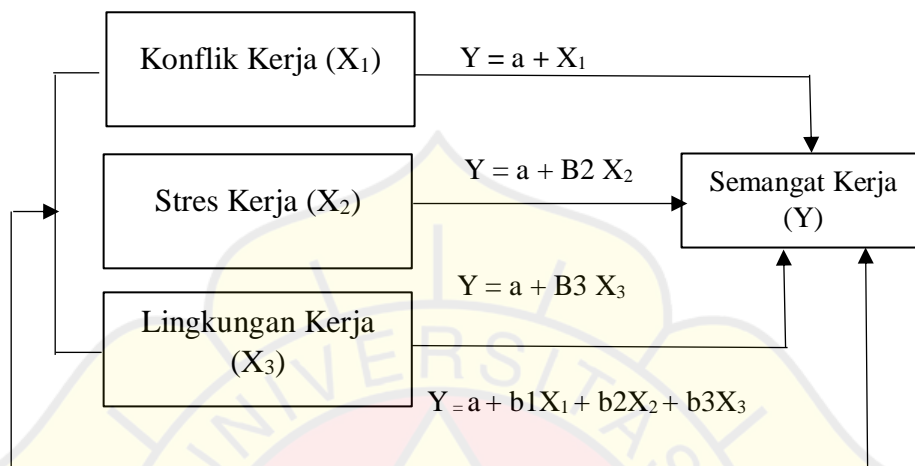 Konflik Kerja (X₁)
Y = a + X₁
Stres Kerja (X₂)
Y = a + B2 X₂
Semangat Kerja
(Y)
Y = a + B3 X₃
Lingkungan Kerja
(X₃)
Y = a + b1X₁ + b2X₂ + b3X₃
UNIVERSITAS